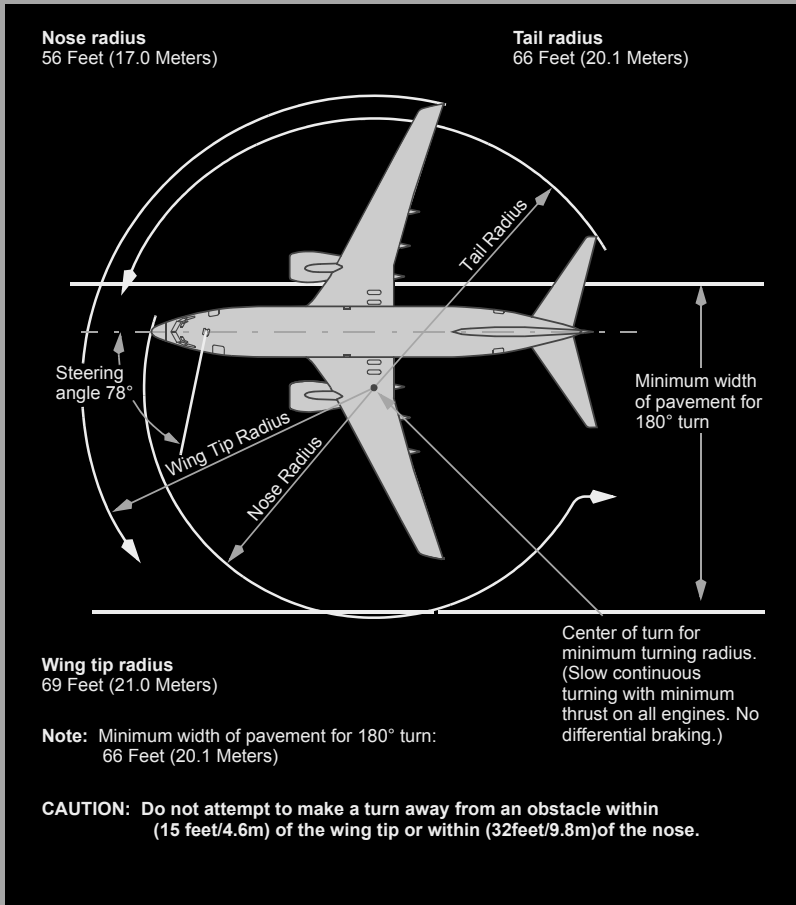 Nose radius
56 Feet (17.0 Meters)
Tail radius
66 Feet (20.1 Meters)
Tail Radius
Steering
angle 78°
Wing Tip Radius
Nose Radius
Minimum width
of pavement for
180° turn
Center of turn for
minimum turning radius.
(Slow continuous
turning with minimum
thrust on all engines. No
differential braking.)
Wing tip radius
69 Feet (21.0 Meters)
Note: Minimum width of pavement for 180° turn:
66 Feet (20.1 Meters)
CAUTION: Do not attempt to make a turn away from an obstacle within
(15 feet/4.6m) of the wing tip or within (32feet/9.8m)of the nose.